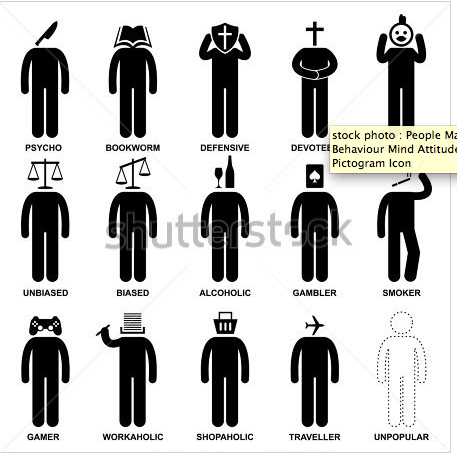 PSYCHO BOOKWORM DEFENSIVE DEVOTEE
stock photo : People Ma
Behaviour Mind Attitude
Pictogram Icon
shutterstock
UNBIASED BIASED ALCOHOLIC GAMBLER SMOKER
GAMER WORKAHOLIC SHOPAHOLIC TRAVELLER UNPOPULAR